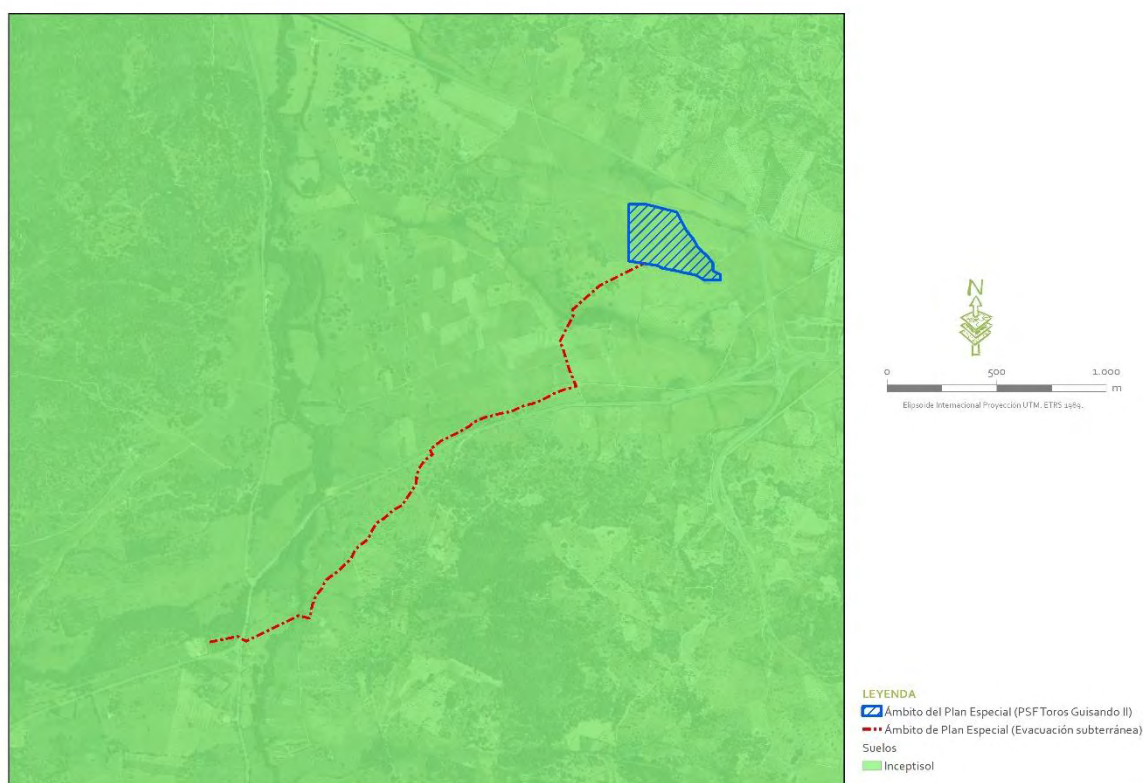 N
0 500 1.000
m
Elipsoide Internacional Proyección UTM. ETRS 1969.
LEYENDA
Ámbito del Plan Especial (PSF Toros Guisando II)
Ámbito de Plan Especial (Evacuación subterránea)
Suelos
Inceptisol